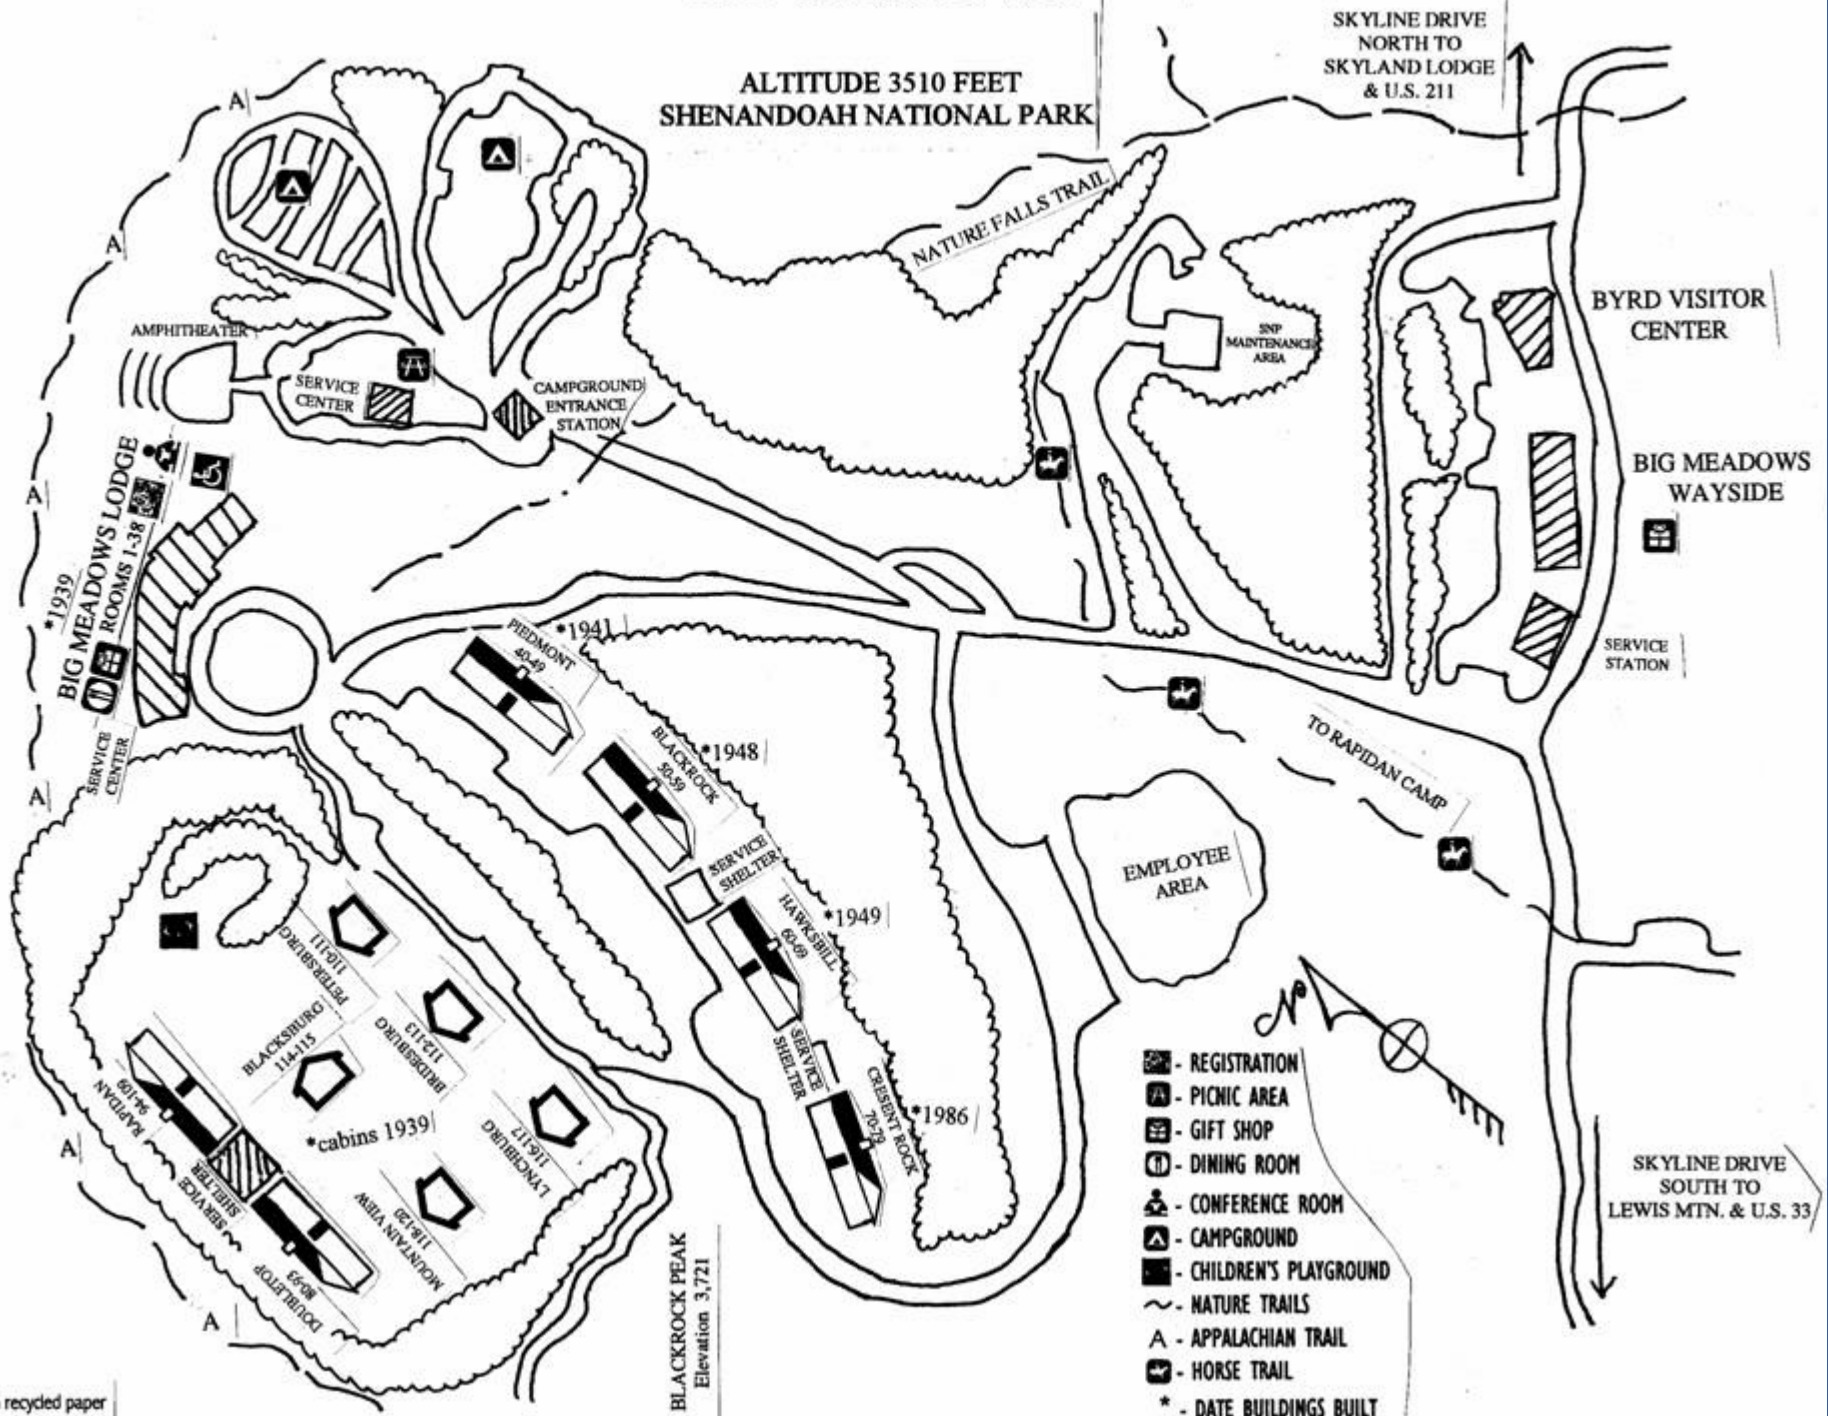 SKYLINE DRIVE
NORTH TO
SKYLAND LODGE
& U.S. 211
ALTITUDE 3510 FEET
SHENANDOAH NATIONAL PARK
A
A
NATURE FALLS TRAIL
BYRD VISITOR
CENTER
AMPHITHEATER
SNP
MAINTENANCE
AREA
SERVICE
CENTER
CAMPGROUND
ENTRANCE
STATION
BIG MEADOWS
WAYSIDE
A
*1939
BIG MEADOWS LODGE
ROOMS 1-38
SERVICE
STATION
PIEDMONT
40-49
*1941
SERVICE
CENTER
A
BLACKROCK
50-59
*1948
TO RAPIDAN CAMP
SERVICE
SHELTER
EMPLOYEE
AREA
HAWKSBILL
60-69
*1949
PETERSBURG
110-111
BRIDESBURG
112-113
BLACKSBURG
114-115
N
SERVICE
SHELTER
CRESENT ROCK
70-79
*1986
RAPIDAN
94-109
*cabins 1939
LYNCHBURG
116-117
A
SERVICE
SHELTER
MOUNTAIN VIEW
118-120
DOUBLETOP
80-93
A
BLACKROCK PEAK
Elevation 3,721
- REGISTRATION
- PICNIC AREA
- GIFT SHOP
- DINING ROOM
- CONFERENCE ROOM
- CAMPGROUND
- CHILDREN'S PLAYGROUND
- NATURE TRAILS
A - APPALACHIAN TRAIL
- HORSE TRAIL
* - DATE BUILDINGS BUILT
SKYLINE DRIVE
SOUTH TO
LEWIS MTN. & U.S. 33
recycled paper